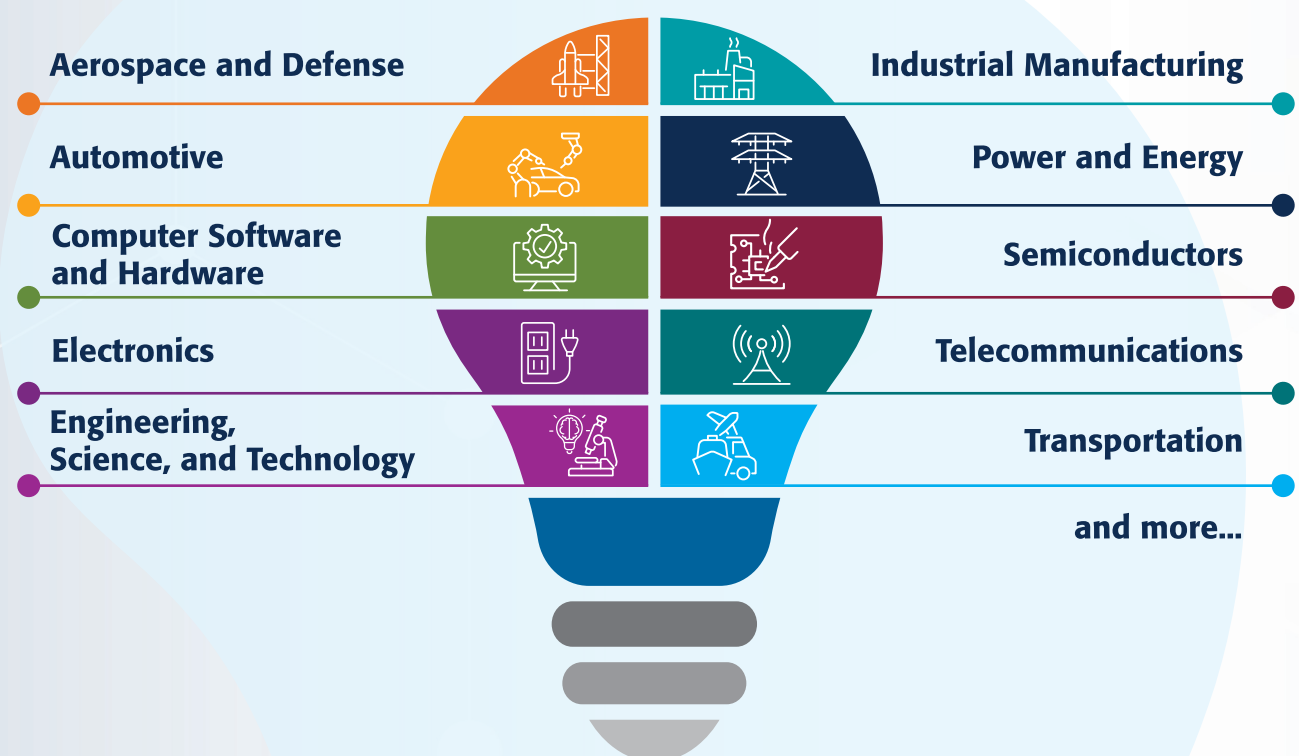 Aerospace and Defense
Automotive
Computer Software
and Hardware
Electronics
Engineering,
Science, and Technology
Industrial Manufacturing
Power and Energy
Semiconductors
Telecommunications
Transportation
and more...